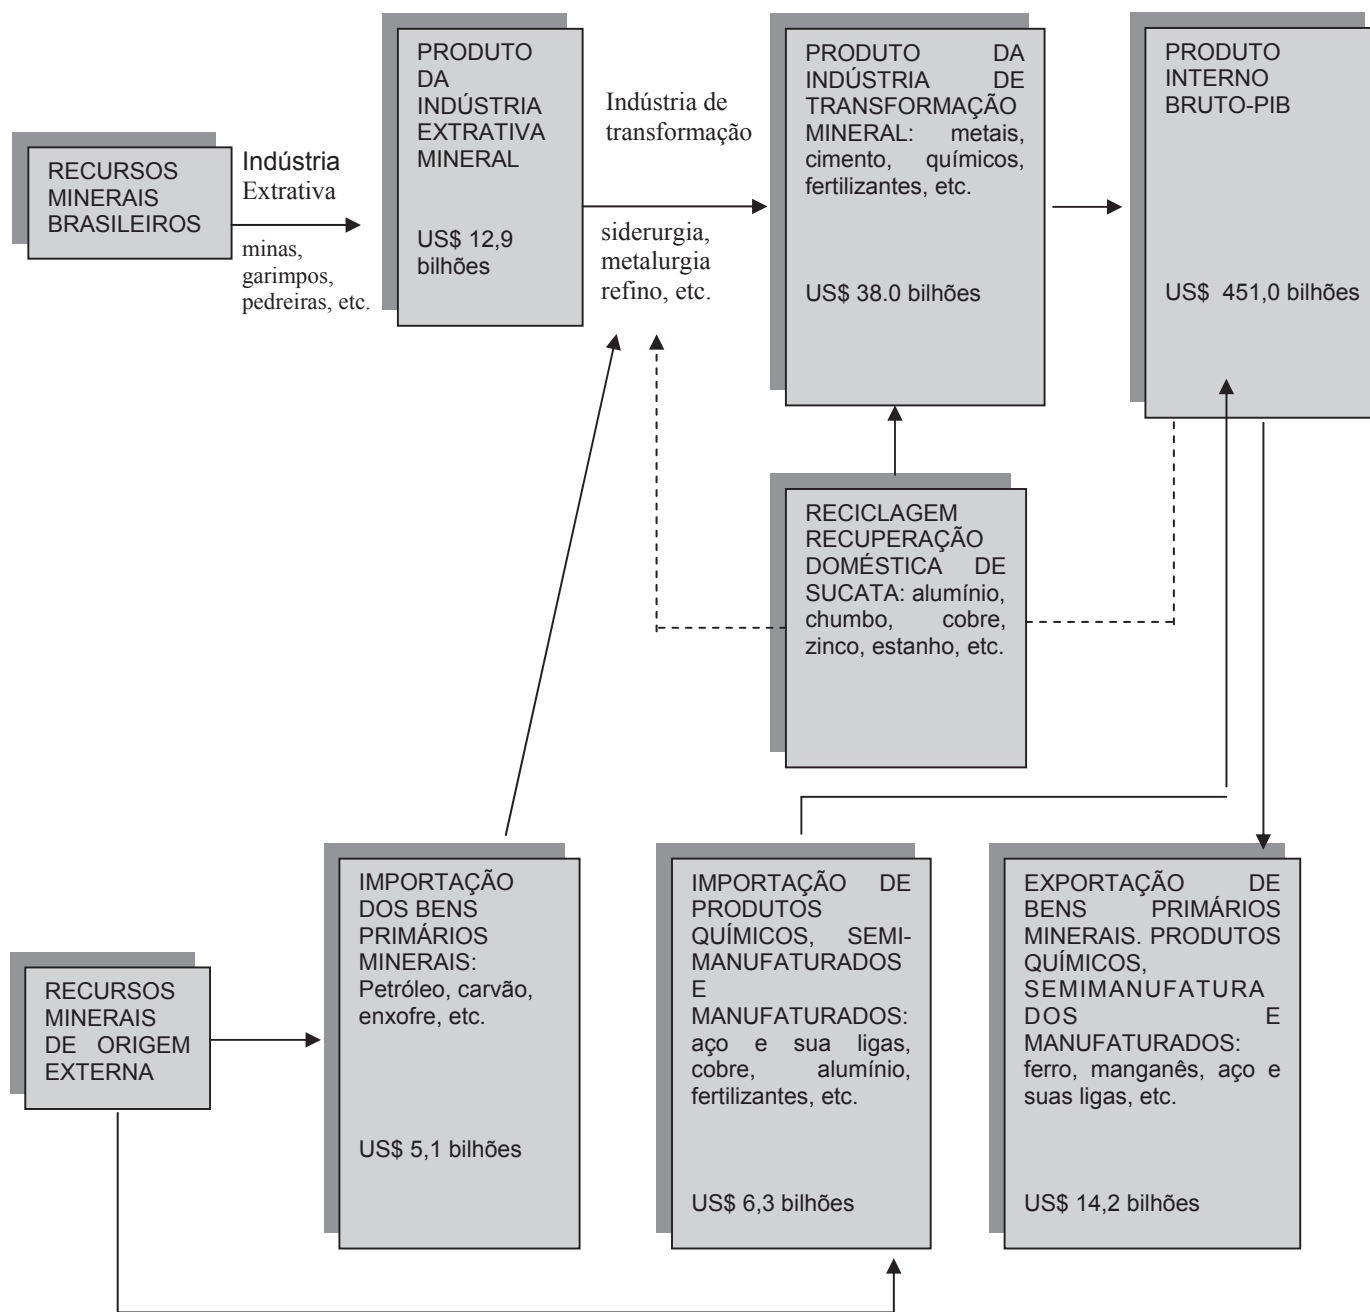 RECURSOS
MINERAIS
BRASILEIROS
Indústria
Extrativa
minas,
garimpos,
pedreiras, etc.
PRODUTO
DA
INDÚSTRIA
EXTRATIVA
MINERAL
US$ 12,9
bilhões
Indústria de
transformação
siderurgia,
metalurgia
refino, etc.
PRODUTO DA
INDÚSTRIA DE
TRANSFORMAÇÃO
MINERAL: metais,
cimento, químicos,
fertilizantes, etc.
US$ 38.0 bilhões
PRODUTO
INTERNO
BRUTO-PIB
US$ 451,0 bilhões
RECICLAGEM
RECUPERAÇÃO
DOMÉSTICA DE
SUCATA: alumínio,
chumbo, cobre,
zinco, estanho, etc.
RECURSOS
MINERAIS
DE ORIGEM
EXTERNA
IMPORTAÇÃO
DOS BENS
PRIMÁRIOS
MINERAIS:
Petróleo, carvão,
enxofre, etc.
US$ 5,1 bilhões
IMPORTAÇÃO DE
PRODUTOS
QUÍMICOS, SEMI-
MANUFATURADOS
E
MANUFATURADOS:
aço e sua ligas,
cobre, alumínio,
fertilizantes, etc.
US$ 6,3 bilhões
EXPORTAÇÃO DE
BENS PRIMÁRIOS
MINERAIS. PRODUTOS
QUÍMICOS,
SEMIMANUFATURA
DOS E
MANUFATURADOS:
ferro, manganês, aço e
suas ligas, etc.
US$ 14,2 bilhões